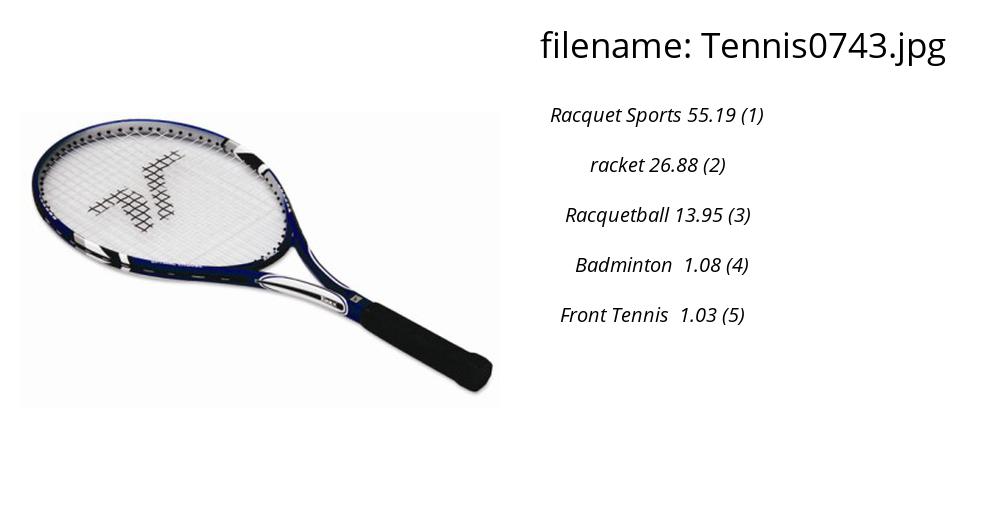 filename: Tennis0743.jpg
Racquet Sports 55.19 (1)
racket 26.88 (2)
Racquetball 13.95 (3)
Badminton 1.08 (4)
Front Tennis 1.03 (5)